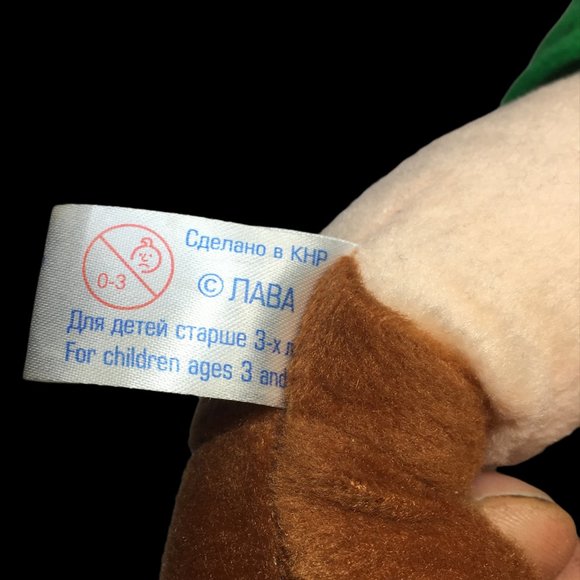 0-3
Сделано в КНР
© ЛАВА
Для детей старше 3-х
For children ages 3 and